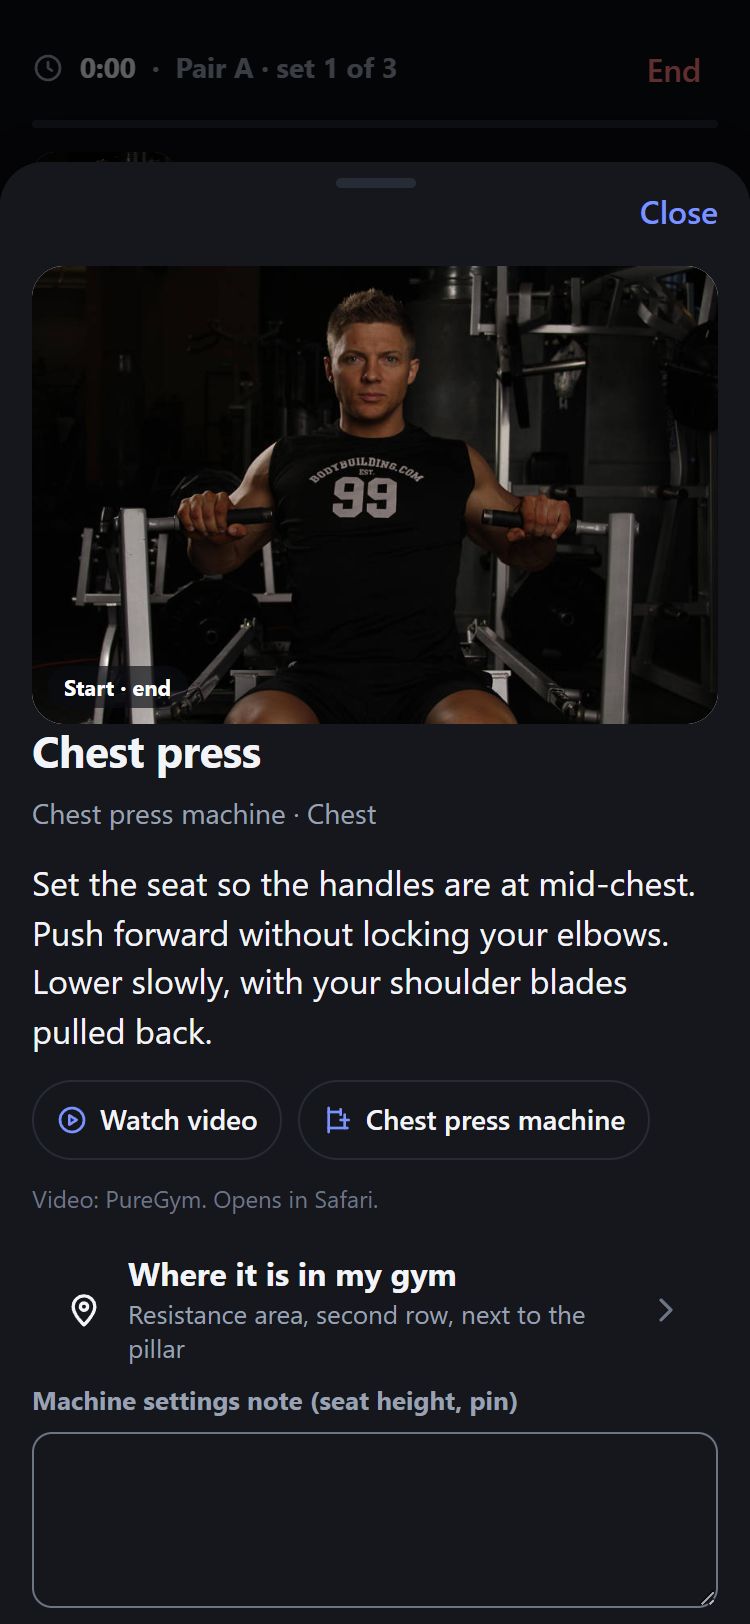 0:00 · Pair A · set 1 of 3
End
Close
BODYBUILDING.COM
EST.
99
Start · end
Chest press
Chest press machine · Chest
Set the seat so the handles are at mid-chest.
Push forward without locking your elbows.
Lower slowly, with your shoulder blades
pulled back.
Watch video
Chest press machine
Video: PureGym. Opens in Safari.
Where it is in my gym
Resistance area, second row, next to the
pillar
Machine settings note (seat height, pin)